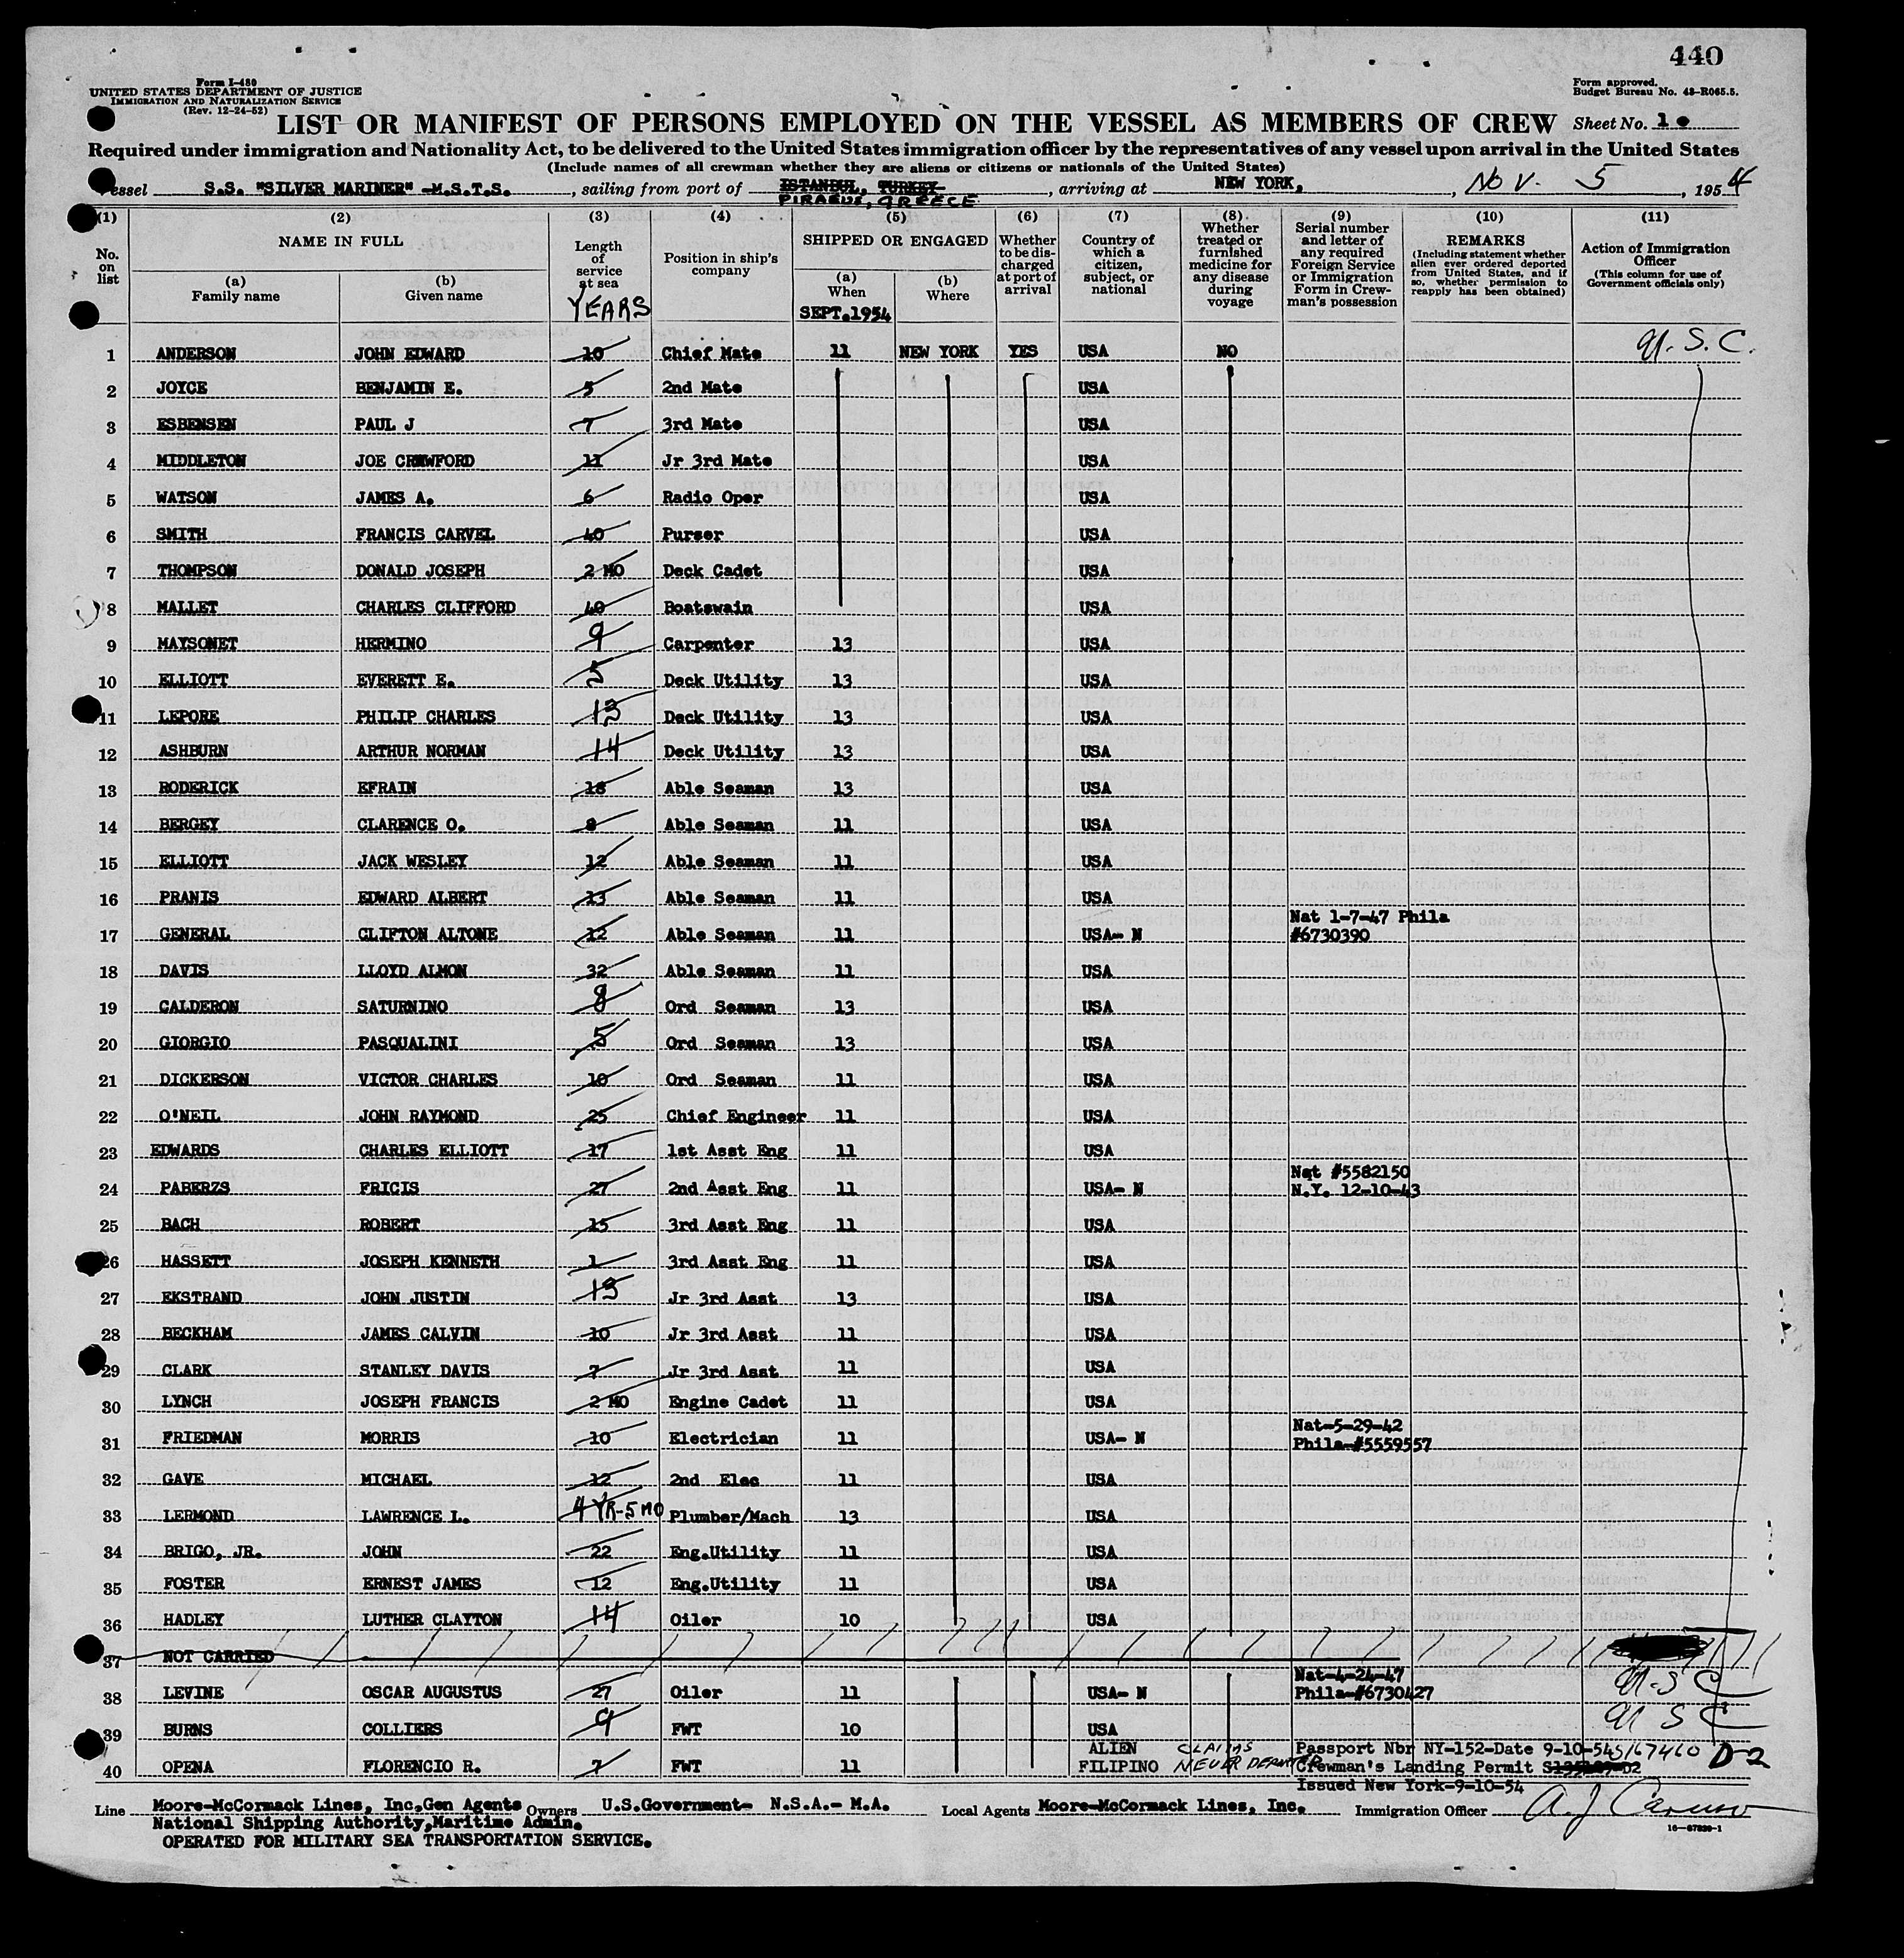 440
Form I-480
UNITED STATES DEPARTMENT OF JUSTICE
IMMIGRATION AND NATURALIZATION SERVICE
(Rev. 12-24-52)
Form approved.
Budget Bureau No. 43-R065.5.
LIST OR MANIFEST OF PERSONS EMPLOYED ON THE VESSEL AS MEMBERS OF CREW Sheet No. 1
Required under immigration and Nationality Act, to be delivered to the United States immigration officer by the representatives of any vessel upon arrival in the United States
(Include names of all crewman whether they are aliens or citizens or nationals of the United States)
Vessel S.S. "SILVER MARINER" -M.S.T.S. , sailing from port of ISTANBUL, TURKEY , arriving at NEW YORK, , Nov. 5 , 1954
PIRAEUS, GREECE
(1) (2) (3) (4) (5) (6) (7) (8) (9) (10) (11)
No. on list NAME IN FULL Length of service at sea Position in ship's company SHIPPED OR ENGAGED Whether to be discharged at port of arrival Country of which a citizen, subject, or national Whether treated or furnished medicine for any disease during voyage Serial number and letter of any required Foreign Service or Immigration Form in Crewman's possession REMARKS (Including statement whether alien ever ordered deported from United States, and if so, whether permission to reapply has been obtained) Action of Immigration Officer (This column for use of Government officials only)
(a) Family name (b) Given name YEARS (a) When (b) Where
SEPT.1954
1 ANDERSON JOHN EDWARD 10 Chief Mate 11 NEW YORK YES USA NO U.S.C.
2 JOYCE BENJAMIN E. 5 2nd Mate USA
3 ESBENSEN PAUL J 7 3rd Mate USA
4 MIDDLETON JOE CRWWFORD 11 Jr 3rd Mate USA
5 WATSON JAMES A. 6 Radio Oper USA
6 SMITH FRANCIS CARVEL 40 Purser USA
7 THOMPSON DONALD JOSEPH 2 MO Deck Cadet USA
8 MALLET CHARLES CLIFFORD 40 Boatswain USA
9 MAYSONET HERMINO 9 Carpenter 13 USA
10 ELLIOTT EVERETT E. 5 Deck Utility 13 USA
11 LEPORE PHILIP CHARLES 13 Deck Utility 13 USA
12 ASHBURN ARTHUR NORMAN 14 Deck Utility 13 USA
13 RODERICK EFRAIN 18 Able Seaman 13 USA
14 BERGEY CLARENCE O. 8 Able Seaman 11 USA
15 ELLIOTT JACK WESLEY 12 Able Seaman 11 USA
16 PRANIS EDWARD ALBERT 13 Able Seaman 11 USA
Nat 1-7-47 Phila
17 GENERAL CLIFTON ALTONE 12 Able Seaman 11 USA- N #6730390
18 DAVIS LLOYD ALMON 32 Able Seaman 11 USA
19 CALDERON SATURNINO 8 Ord Seaman 13 USA
20 GIORGIO PASQUALINI 5 Ord Seaman 13 USA
21 DICKERSON VICTOR CHARLES 10 Ord Seaman 11 USA
22 O'NEIL JOHN RAYMOND 25 Chief Engineer 11 USA
23 EDWARDS CHARLES ELLIOTT 17 1st Asst Eng 11 USA
Nat #5582150
24 PABERZS FRICIS 27 2nd Asst Eng 11 USA- N N.Y. 12-10-43
25 BACH ROBERT 15 3rd Asst Eng 11 USA
26 HASSETT JOSEPH KENNETH 1 3rd Asst Eng 11 USA
27 EKSTRAND JOHN JUSTIN 13 Jr 3rd Asst 13 USA
28 BECKHAM JAMES CALVIN 10 Jr 3rd Asst 11 USA
29 CLARK STANLEY DAVIS 7 Jr 3rd Asst 11 USA
30 LYNCH JOSEPH FRANCIS 2 MO Engine Cadet 11 USA
Nat-5-29-42
31 FRIEDMAN MORRIS 10 Electrician 11 USA- N Phila-#5559557
32 GAVE MICHAEL 12 2nd Elec 11 USA
33 LERMOND LAWRENCE L. 4 YR-5 MO Plumber/Mach 13 USA
34 BRIGO, JR. JOHN 22 Eng.Utility 11 USA
35 FOSTER ERNEST JAMES 12 Eng.Utility 11 USA
36 HADLEY LUTHER CLAYTON 14 Oiler 10 USA
37 NOT CARRIED
Nat-4-24-47
38 LEVINE OSCAR AUGUSTUS 27 Oiler 11 USA- N Phila-#6730427 U.S C
39 BURNS COLLIERS 9 FWT 10 USA U S C
ALIEN CLAIMS Passport Nbr NY-152-Date 9-10-54 S167460 D-2
40 OPENA FLORENCIO R. 7 FWT 11 FILIPINO NEVER Crewman's Landing Permit
Issued New York-9-10-54
Line Moore-McCormack Lines, Inc,Gen Agents Owners U.S.Government- N.S.A.- M.A. Local Agents Moore-McCormack Lines, Inc. Immigration Officer A. J Caruso
National Shipping Authority,Maritime Admin.
OPERATED FOR MILITARY SEA TRANSPORTATION SERVICE.